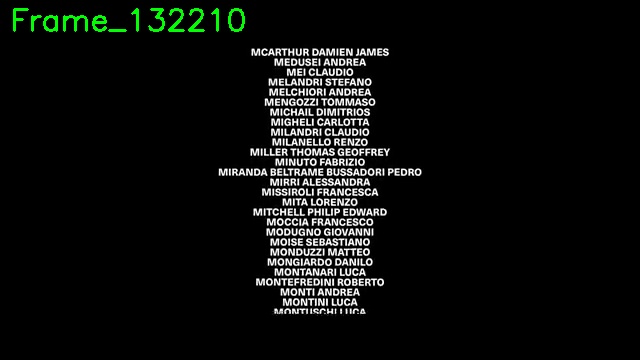 Frame_132210
MCARTHUR DAMIEN JAMES
MEDUSEI ANDREA
MEI CLAUDIO
MELANDRI STEFANO
MELCHIORI ANDREA
MENGOZZI TOMMASO
MICHAIL DIMITRIOS
MIGHELI CARLOTTA
MILANDRI CLAUDIO
MILANELLO RENZO
MILLER THOMAS GEOFFREY
MINUTO FABRIZIO
MIRANDA BELTRAME BUSSADORI PEDRO
MIRRI ALESSANDRA
MISSIROLI FRANCESCA
MITA LORENZO
MITCHELL PHILIP EDWARD
MOCCIA FRANCESCO
MODUGNO GIOVANNI
MOISE SEBASTIANO
MONDUZZI MATTEO
MONGIARDO DANILO
MONTANARI LUCA
MONTEFREDINI ROBERTO
MONTI ANDREA
MONTINI LUCA
MONTUSCHI LUCA